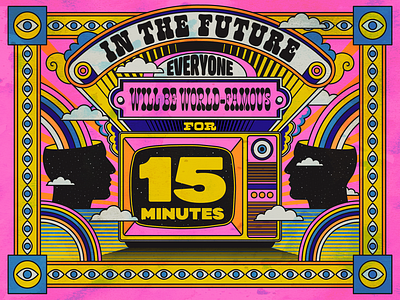 IN THE FUTURE
EVERYONE
WILL BE WORLD-FAMOUS
FOR
15
MINUTES